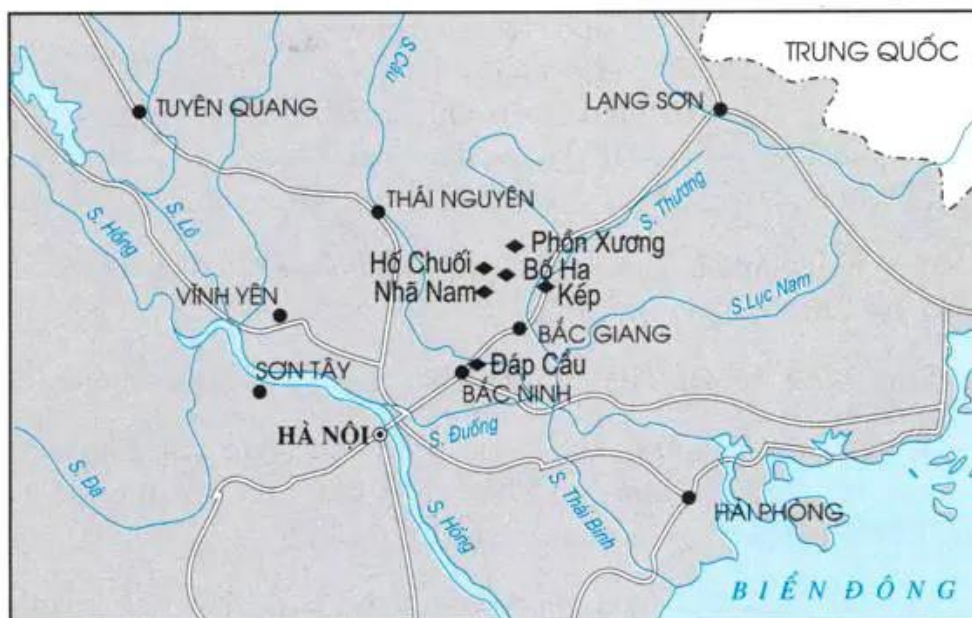 TRUNG QUỐC
S. Cầu
TUYÊN QUANG
LẠNG SƠN
THÁI NGUYÊN
S. Thương
S. Hồng
S. Lô
Phồn Xương
Hố Chuối
Bố Hạ
Nhã Nam
Kép
S. Lục Nam
VĨNH YÊN
BẮC GIANG
Đáp Cầu
SƠN TÂY
BẮC NINH
HÀ NỘI
S. Đuống
S. Đà
S. Thái Bình
S. Hồng
HẢI PHÒNG
BIỂN ĐÔNG